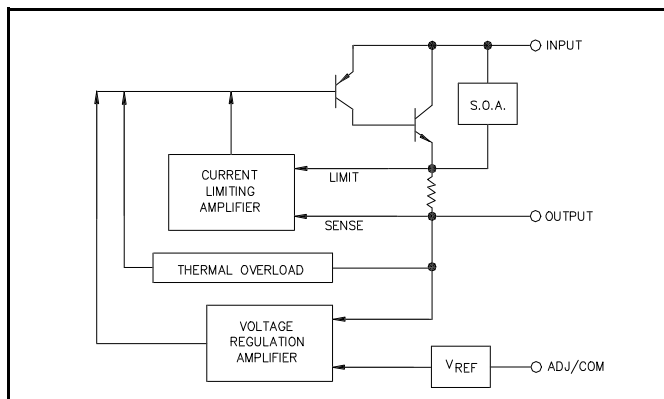 INPUT
S.O.A.
CURRENT
LIMITING
AMPLIFIER
LIMIT
SENSE
OUTPUT
THERMAL OVERLOAD
VOLTAGE
REGULATION
AMPLIFIER
VREF
ADJ/COM